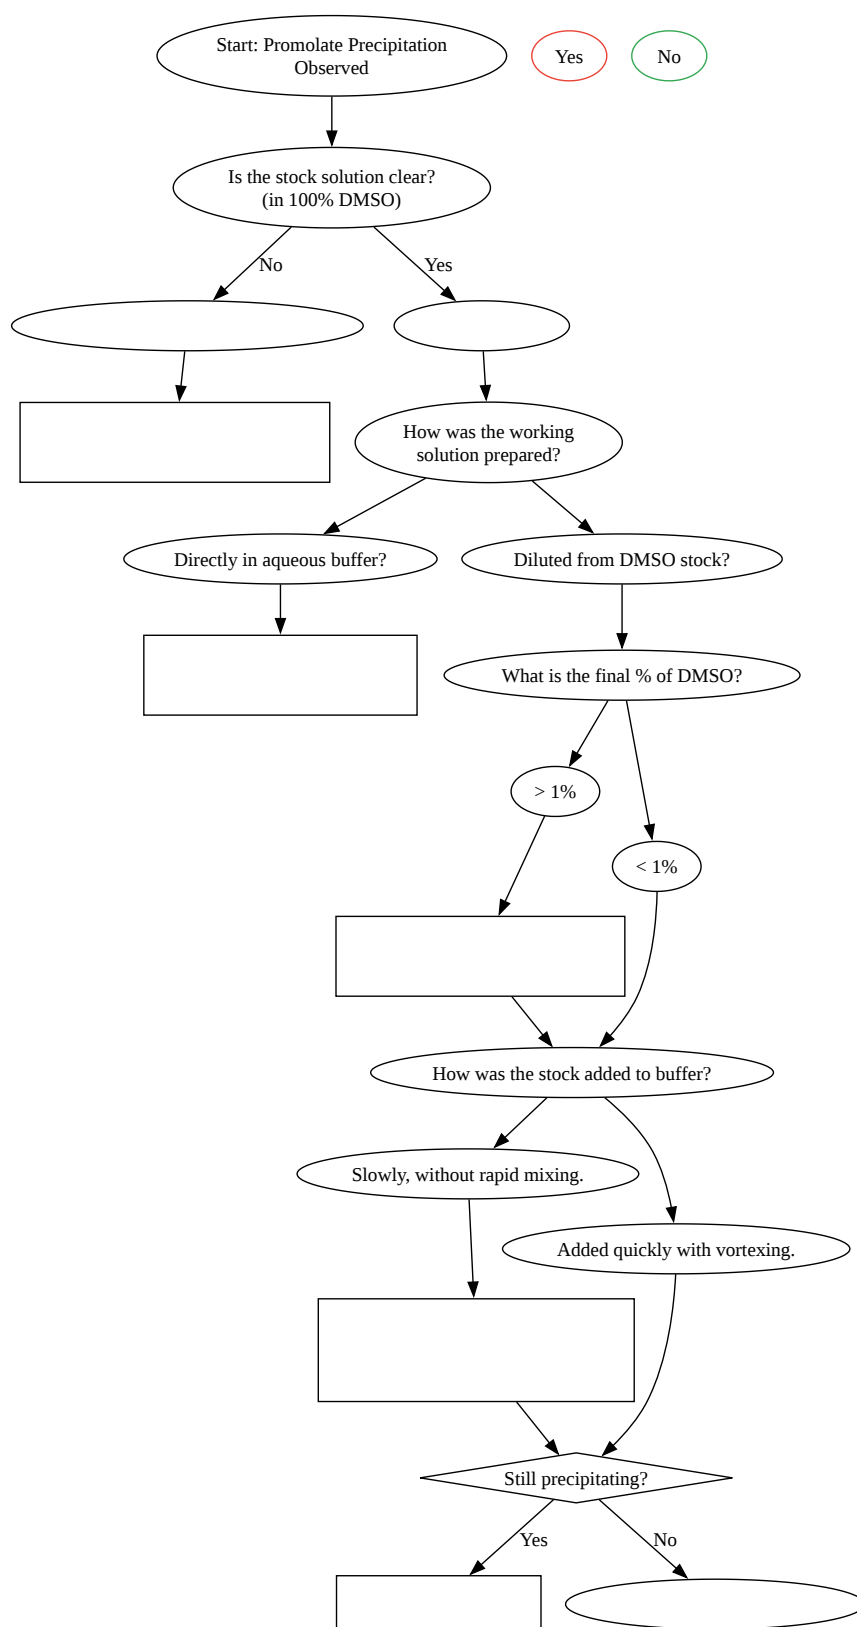 Start: Promolate Precipitation
Observed
Yes
No
Is the stock solution clear?
(in 100% DMSO)
No
Yes
How was the working
solution prepared?
Directly in aqueous buffer?
Diluted from DMSO stock?
What is the final % of DMSO?
> 1%
< 1%
How was the stock added to buffer?
Slowly, without rapid mixing.
Added quickly with vortexing.
Still precipitating?
Yes
No